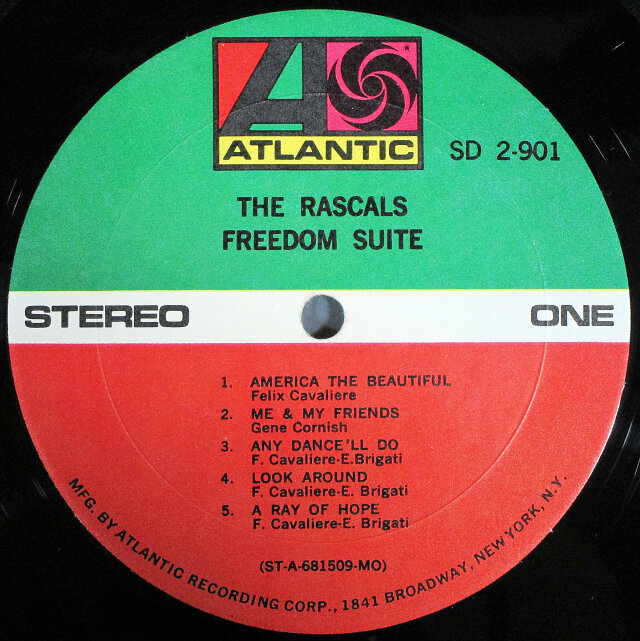 ATLANTIC
SD 2-901
THE RASCALS
FREEDOM SUITE
STEREO
ONE
1. AMERICA THE BEAUTIFUL
Felix Cavaliere
2. ME & MY FRIENDS
Gene Cornish
3. ANY DANCE'LL DO
F. Cavaliere-E.Brigati
4. LOOK AROUND
F. Cavaliere-E. Brigati
5. A RAY OF HOPE
F. Cavaliere-E. Brigati
(ST-A-681509-MO)
MFG. BY ATLANTIC RECORDING CORP., 1841 BROADWAY, NEW YORK, N.Y.